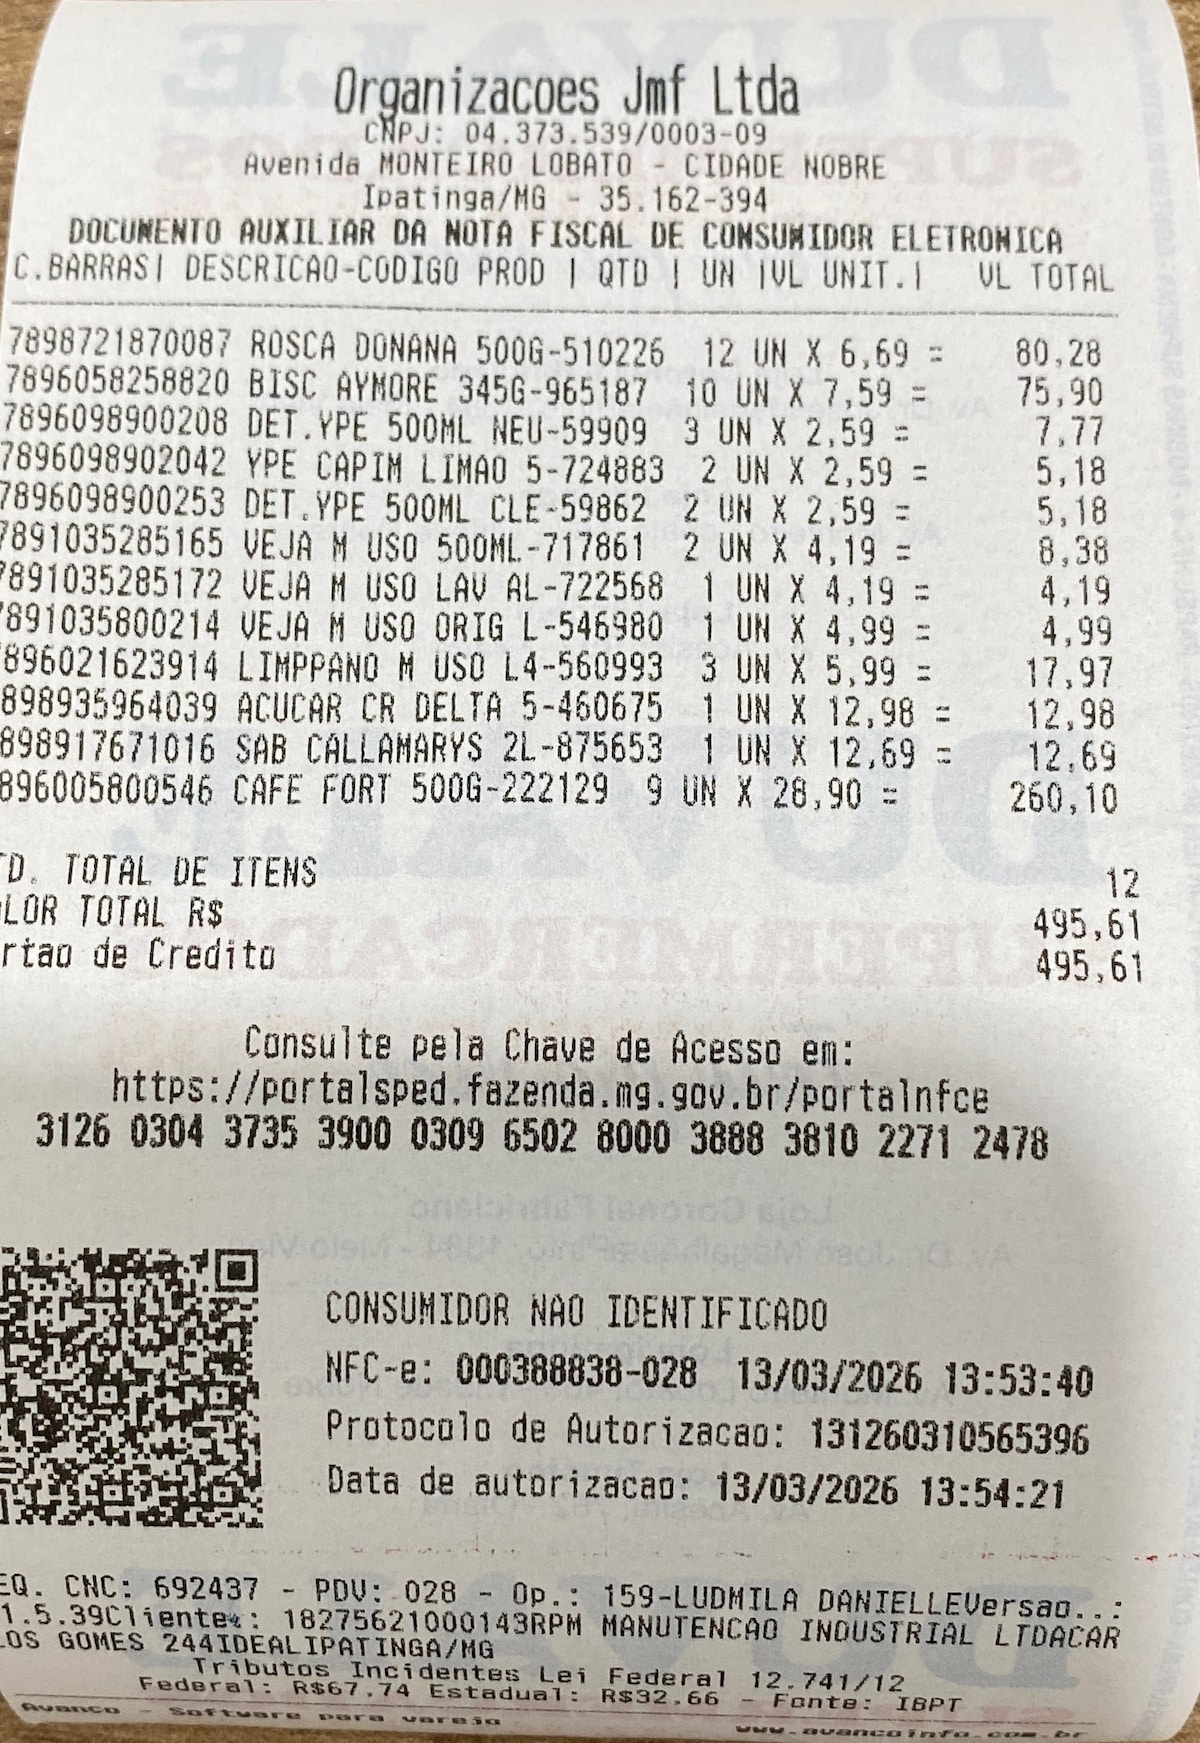 Organizacoes Jmf Ltda
CNPJ: 04.373.539/0003-09
Avenida MONTEIRO LOBATO - CIDADE NOBRE
Ipatinga/MG - 35.162-394
DOCUMENTO AUXILIAR DA NOTA FISCAL DE CONSUMIDOR ELETRONICA
C.BARRAS| DESCRICAO-CODIGO PROD | QTD | UN |VL UNIT.| VL TOTAL
7898721870087 ROSCA DONANA 500G-510226 12 UN X 6,69 = 80,28
7896058258820 BISC AYMORE 345G-965187 10 UN X 7,59 = 75,90
7896098900208 DET.YPE 500ML NEU-59909 3 UN X 2,59 = 7,77
7896098902042 YPE CAPIM LIMAO 5-724883 2 UN X 2,59 = 5,18
7896098900253 DET.YPE 500ML CLE-59862 2 UN X 2,59 = 5,18
7891035285165 VEJA M USO 500ML-717861 2 UN X 4,19 = 8,38
7891035285172 VEJA M USO LAV AL-722568 1 UN X 4,19 = 4,19
7891035800214 VEJA M USO ORIG L-546980 1 UN X 4,99 = 4,99
896021623914 LIMPPANO M USO L4-560993 3 UN X 5,99 = 17,97
898935964039 ACUCAR CR DELTA 5-460675 1 UN X 12,98 = 12,98
898917671016 SAB CALLAMARYS 2L-875653 1 UN X 12,69 = 12,69
896005800546 CAFE FORT 500G-222129 9 UN X 28,90 = 260,10
TD. TOTAL DE ITENS 12
LOR TOTAL R$ 495,61
rtao de Credito 495,61
Consulte pela Chave de Acesso em:
https://portalsped.fazenda.mg.gov.br/portalnfce
3126 0304 3735 3900 0309 6502 8000 3888 3810 2271 2478
CONSUMIDOR NAO IDENTIFICADO
NFC-e: 000388838-028 13/03/2026 13:53:40
Protocolo de Autorizacao: 131260310565396
Data de autorizacao: 13/03/2026 13:54:21
EQ. CNC: 692437 - PDV: 028 - Op.: 159-LUDMILA DANIELLEVersao..:
1.5.39Cliente: 18275621000143RPM MANUTENCAO INDUSTRIAL LTDACAR
LOS GOMES 244IDEALIPATINGA/MG
Tributos Incidentes Lei Federal 12.741/12
Federal: R$67,74 Estadual: R$32,66 - Fonte: IBPT
Avanco - Software para varejo www.avancoinfo.com.br